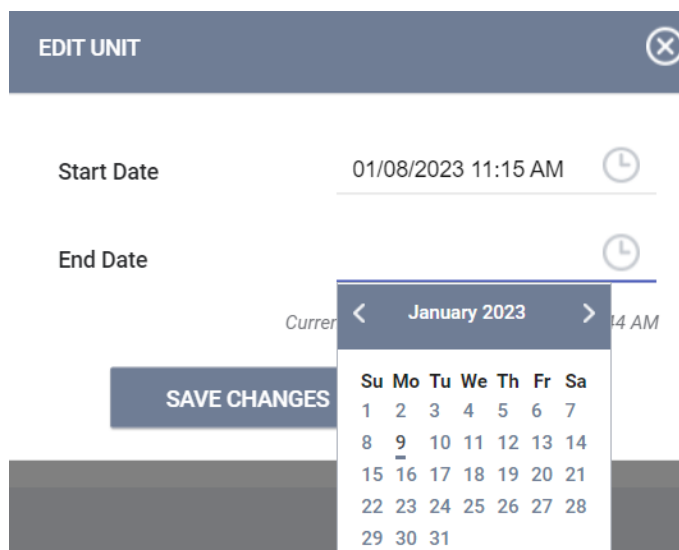 EDIT UNIT
Start Date 01/08/2023 11:15 AM
End Date
January 2023
AM
SAVE CHANGES
Su Mo Tu We Th Fr Sa
1 2 3 4 5 6 7
8 9 10 11 12 13 14
15 16 17 18 19 20 21
22 23 24 25 26 27 28
29 30 31